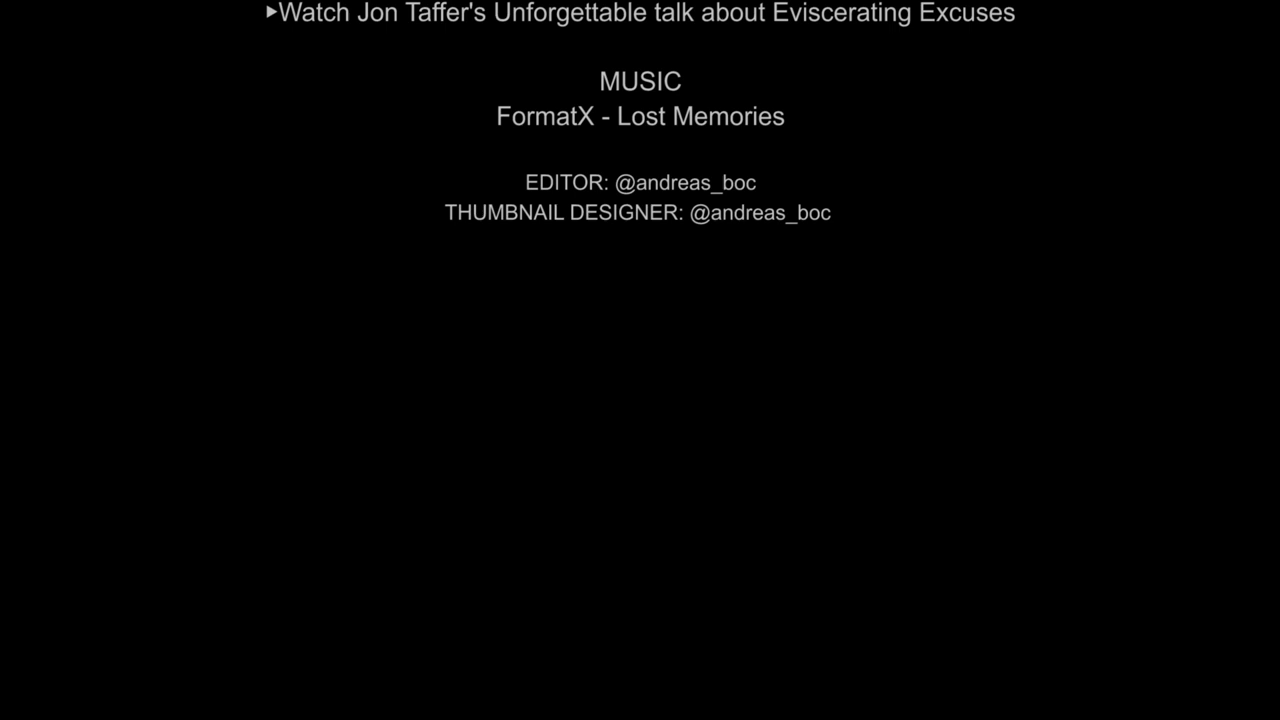 ▶Watch Jon Taffer's Unforgettable talk about Eviscerating Excuses
MUSIC
FormatX - Lost Memories
EDITOR: @andreas_boc
THUMBNAIL DESIGNER: @andreas_boc